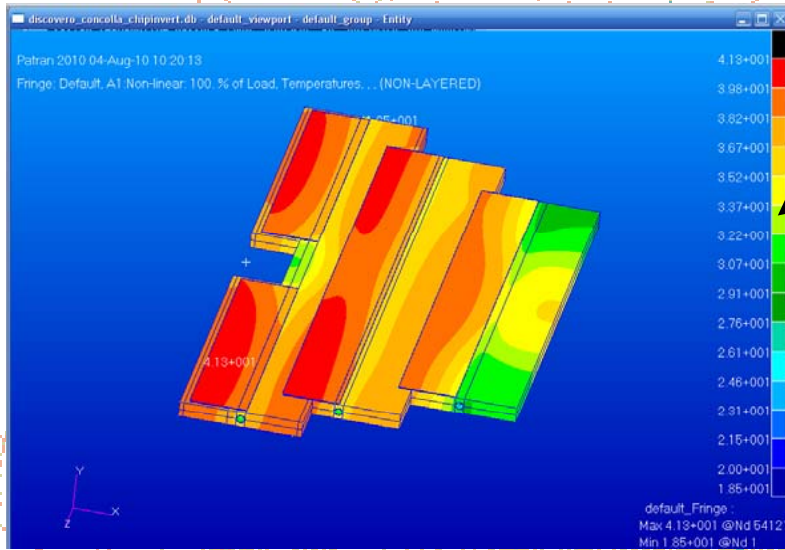 discovero_concolla_chipinvert.db - default_viewport - default_group - Entity
Patran 2010 04-Aug-10 10:20:13
Fringe: Default, A1:Non-linear: 100. % of Load, Temperatures, . . ,(NON-LAYERED)
4.13+001
3.98+001
3.82+001
3.67+001
3.52+001
3.37+001
3.22+001
3.07+001
2.91+001
2.76+001
2.61+001
2.46+001
2.31+001
2.15+001
2.00+001
1.85+001
4.13+001
Y
X
Z
default_Fringe :
Max 4.13+001 @Nd 54121
Min 1.85+001 @Nd 1